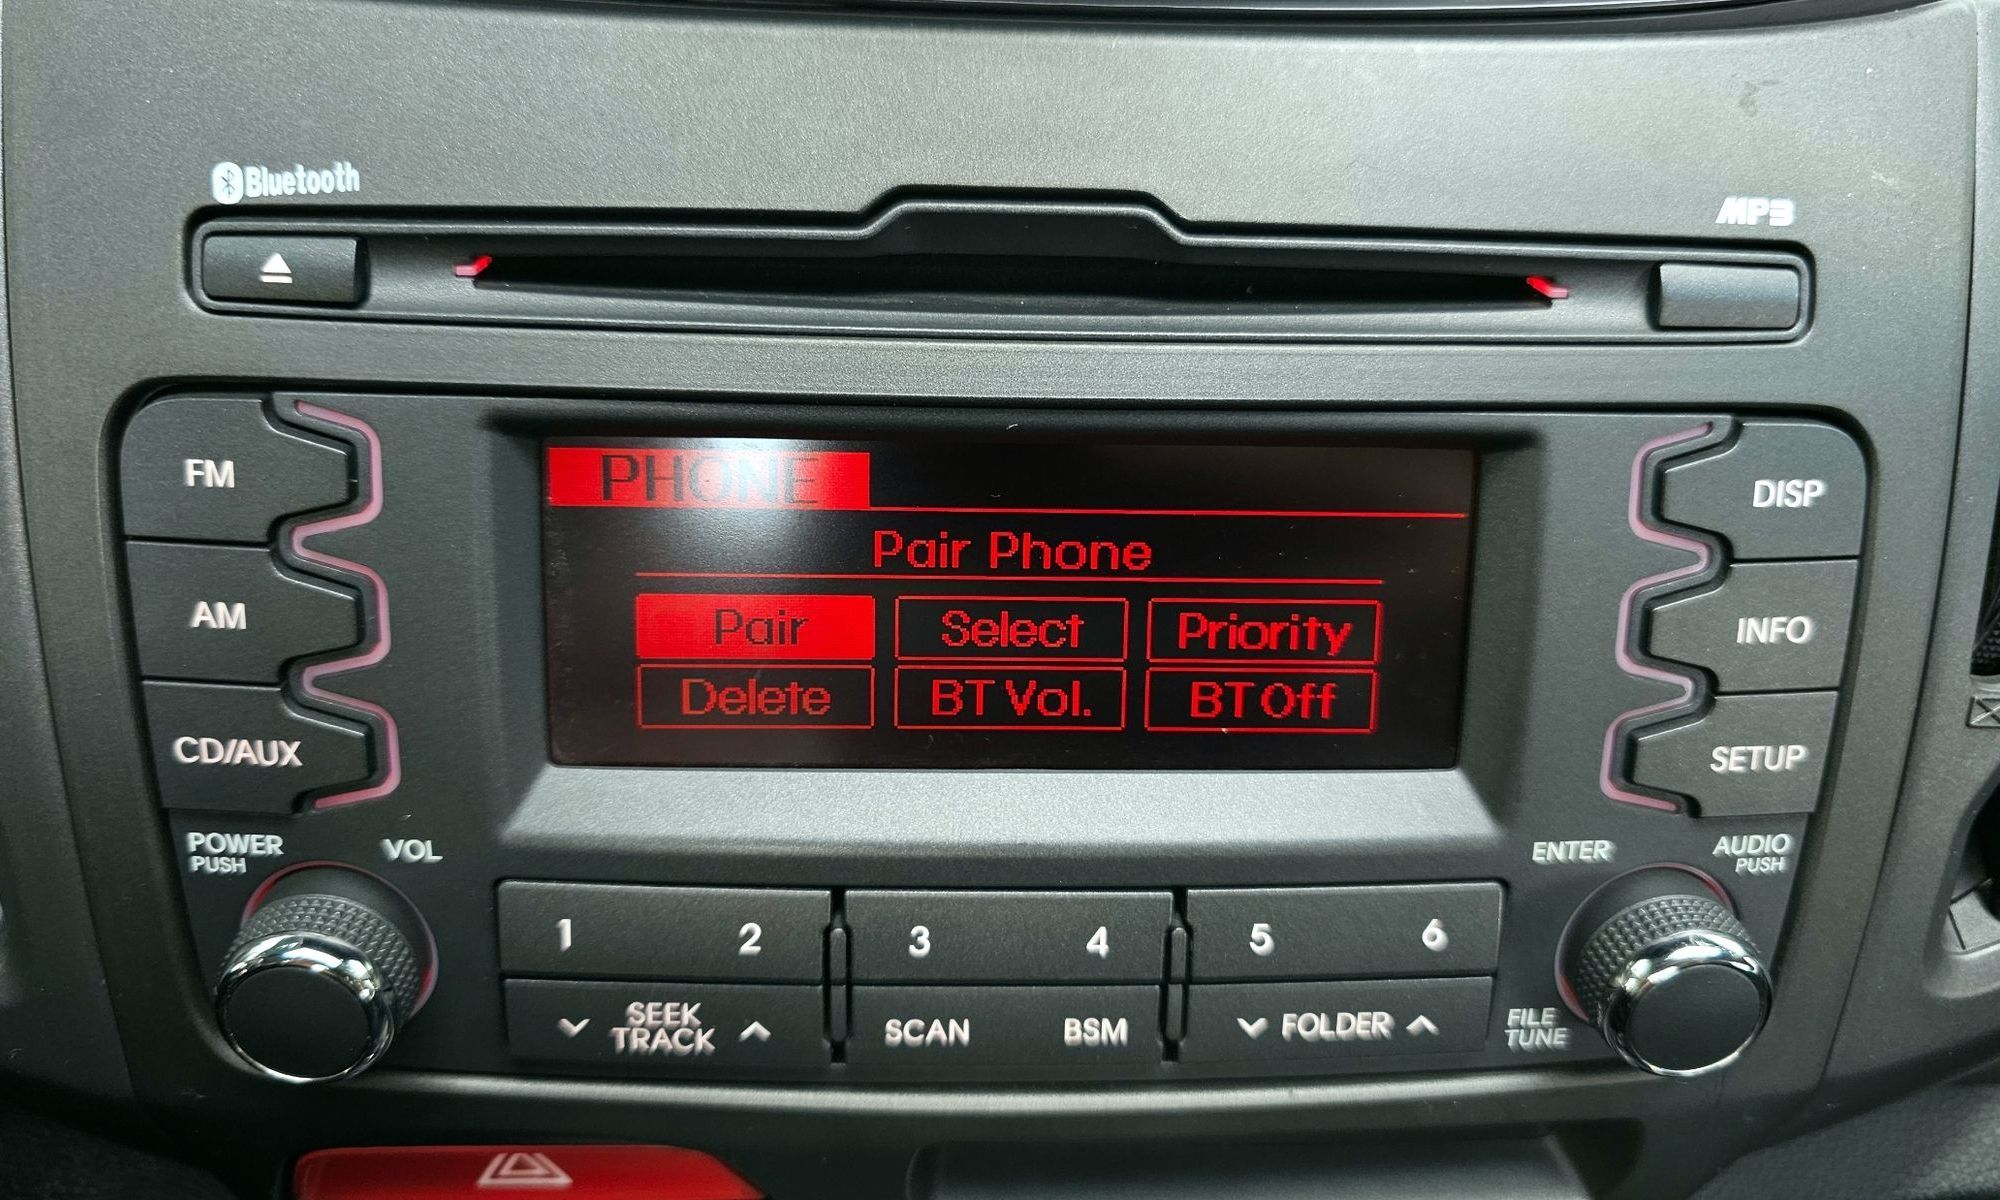 Bluetooth
MP3
FM
AM
CD/AUX
PHONE
Pair Phone
Pair Select Priority
Delete BT Vol. BT Off
DISP
INFO
SETUP
POWER
PUSH
VOL
ENTER
AUDIO
PUSH
1 2 3 4 5 6
SEEK
TRACK
SCAN
BSM
FOLDER
FILE
TUNE